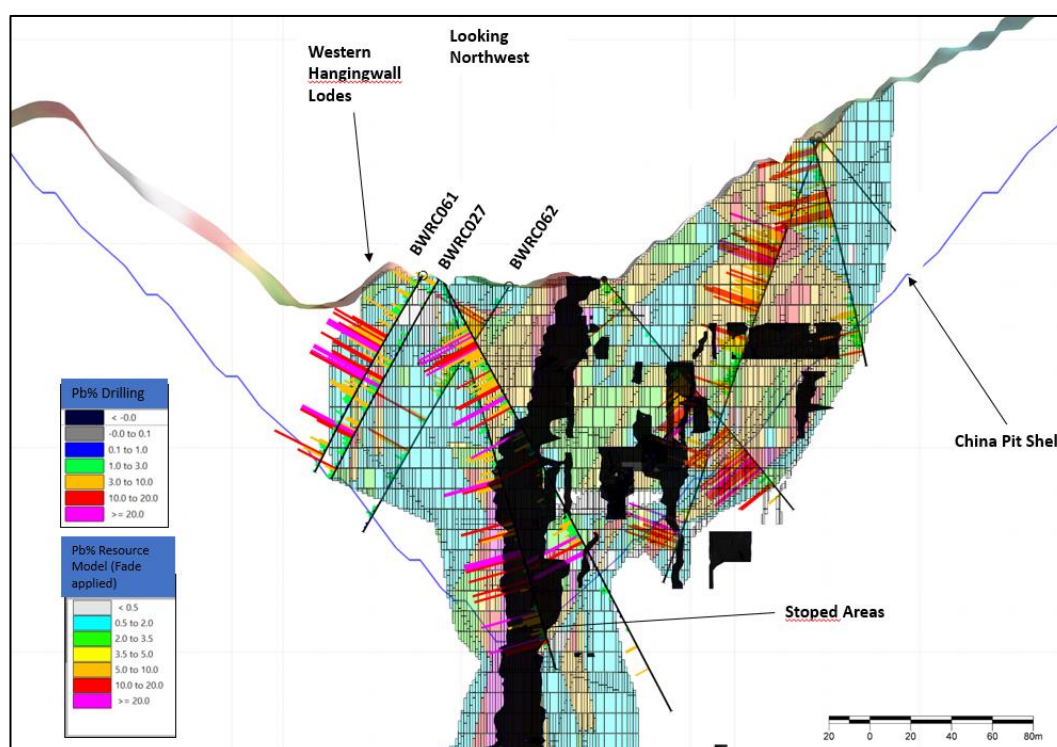 Looking
Northwest
Western
Hangingwall
Lodes
BWRC061
BWRC027
BWRC062
Pb% Drilling
< -0.0
-0.0 to 0.1
0.1 to 1.0
1.0 to 3.0
3.0 to 10.0
10.0 to 20.0
>= 20.0
China Pit Shel
Pb% Resource
Model (Fade
applied)
< 0.5
0.5 to 2.0
2.0 to 3.5
3.5 to 5.0
5.0 to 10.0
10.0 to 20.0
>= 20.0
Stoped Areas
20 0 20 40 60 80m